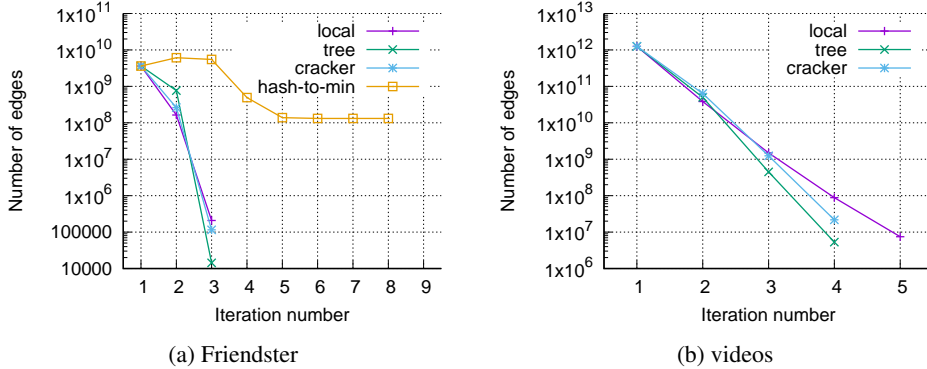 1x10^11
1x10^10
1x10^9
1x10^8
1x10^7
1x10^6
100000
10000
Number of edges
local
tree
cracker
hash-to-min
1 2 3 4 5 6 7 8 9
Iteration number
(a) Friendster
1x10^13
1x10^12
1x10^11
1x10^10
1x10^9
1x10^8
1x10^7
1x10^6
Number of edges
local
tree
cracker
1 2 3 4 5
Iteration number
(b) videos